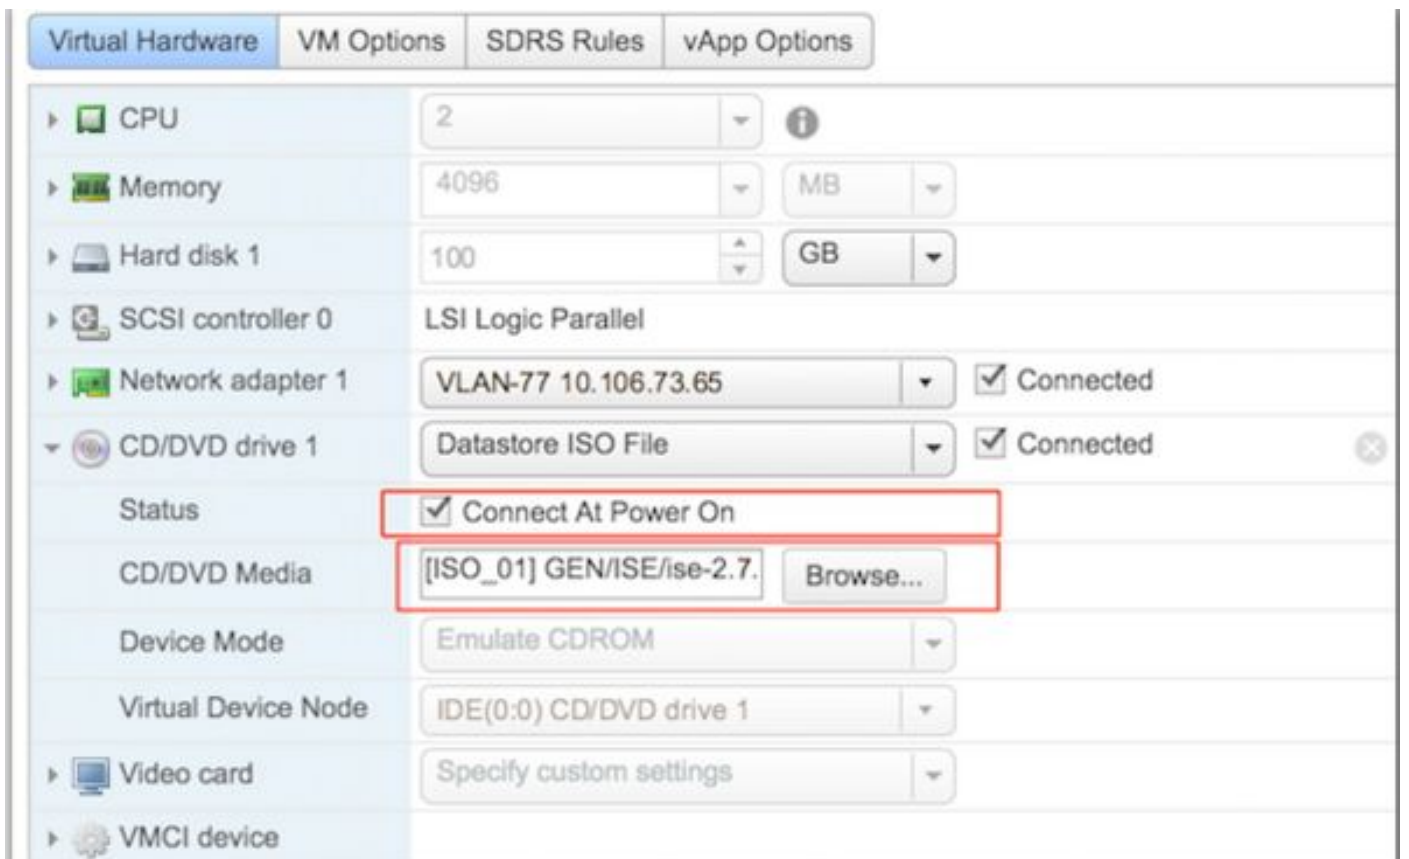 Virtual Hardware VM Options SDRS Rules vApp Options
CPU 2
Memory 4096 MB
Hard disk 1 100 GB
SCSI controller 0 LSI Logic Parallel
Network adapter 1 VLAN-77 10.106.73.65 Connected
CD/DVD drive 1 Datastore ISO File Connected
Status Connect At Power On
CD/DVD Media [ISO_01] GEN/ISE/ise-2.7. Browse...
Device Mode Emulate CDROM
Virtual Device Node IDE(0:0) CD/DVD drive 1
Video card Specify custom settings
VMCI device